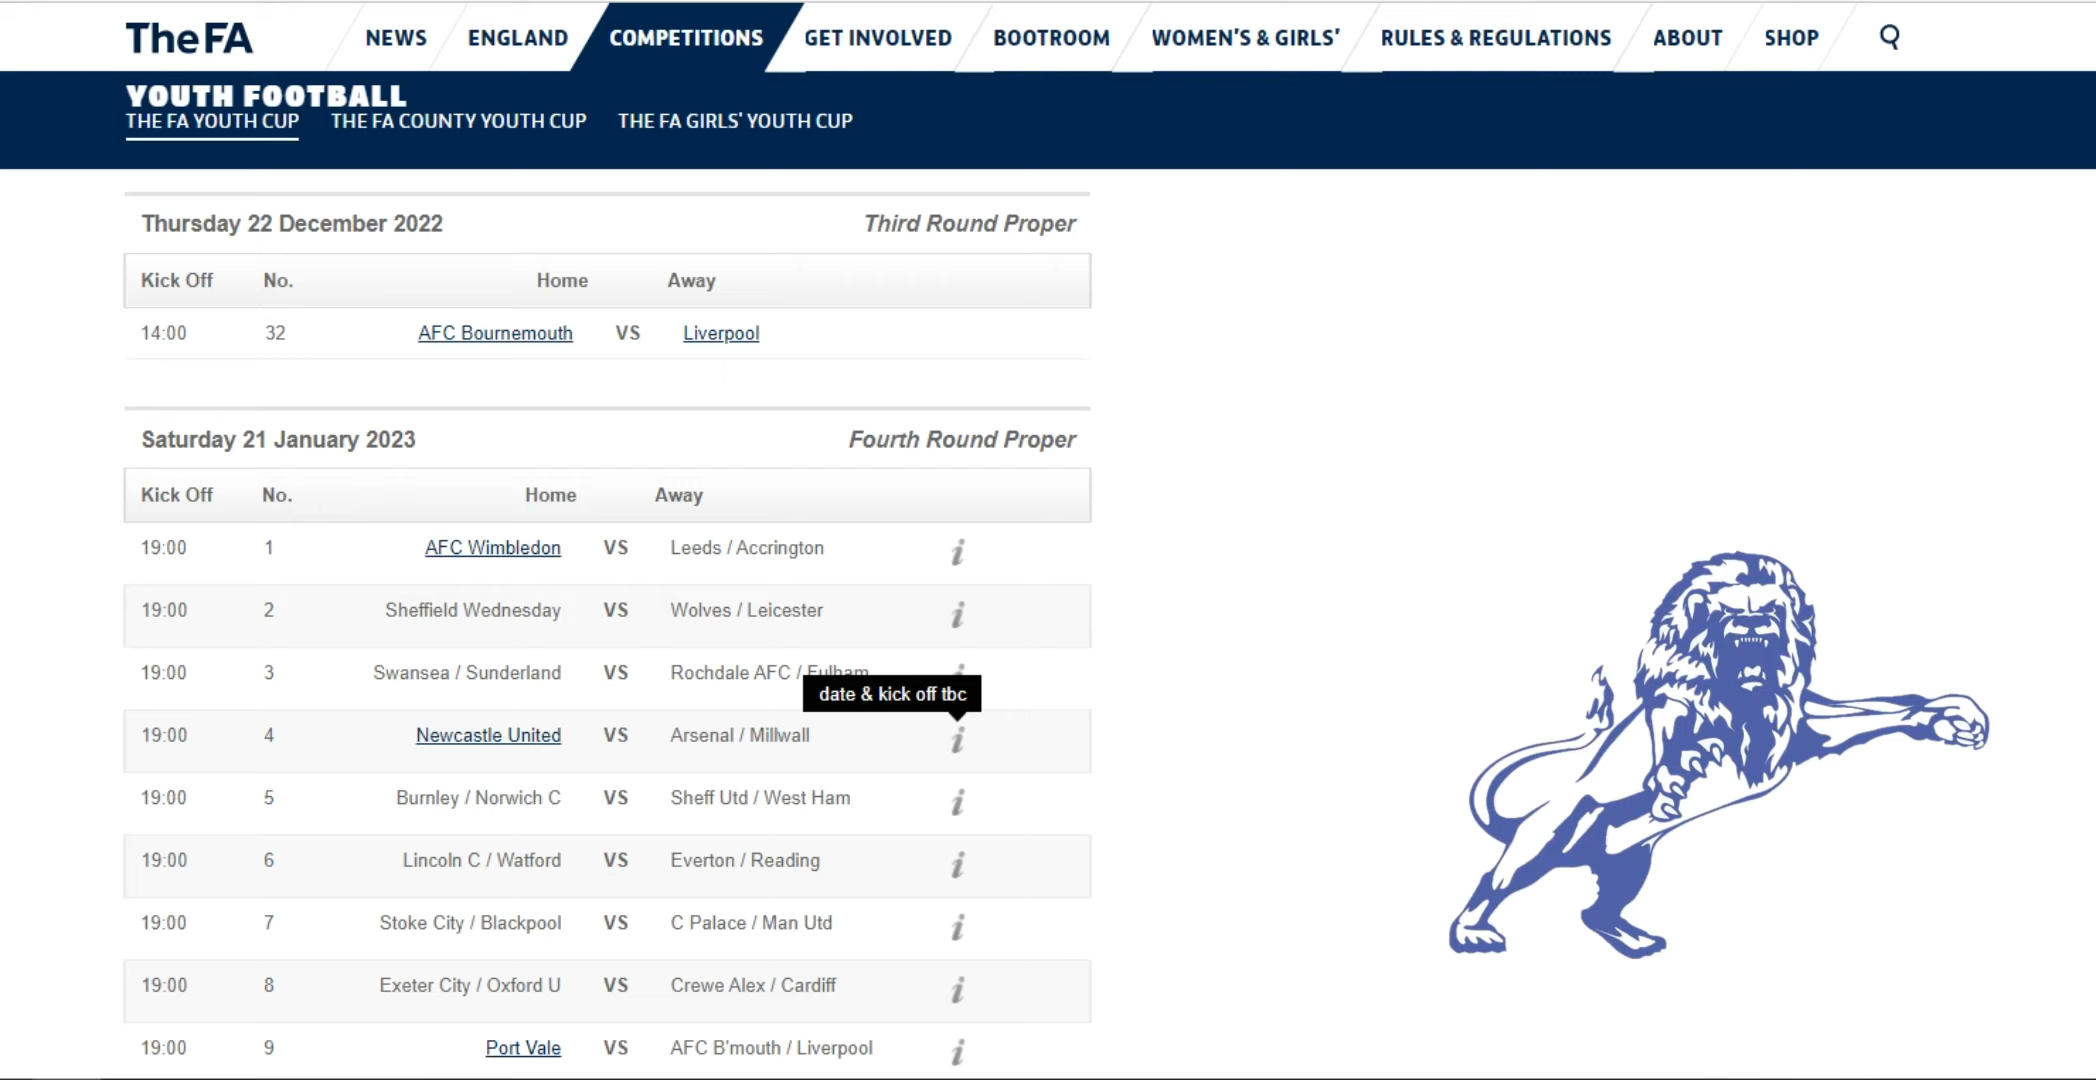 TheFA NEWS ENGLAND COMPETITIONS GET INVOLVED BOOTROOM WOMEN'S & GIRLS' RULES & REGULATIONS ABOUT SHOP
YOUTH FOOTBALL
THE FA YOUTH CUP THE FA COUNTY YOUTH CUP THE FA GIRLS' YOUTH CUP
Thursday 22 December 2022 Third Round Proper
Kick Off No. Home Away
14:00 32 AFC Bournemouth VS Liverpool
Saturday 21 January 2023 Fourth Round Proper
Kick Off No. Home Away
19:00 1 AFC Wimbledon VS Leeds / Accrington i
19:00 2 Sheffield Wednesday VS Wolves / Leicester i
19:00 3 Swansea / Sunderland VS Rochdale AFC / Fulham i
date & kick off tbc
19:00 4 Newcastle United VS Arsenal / Millwall i
19:00 5 Burnley / Norwich C VS Sheff Utd / West Ham i
19:00 6 Lincoln C / Watford VS Everton / Reading i
19:00 7 Stoke City / Blackpool VS C Palace / Man Utd i
19:00 8 Exeter City / Oxford U VS Crewe Alex / Cardiff i
19:00 9 Port Vale VS AFC B'mouth / Liverpool i